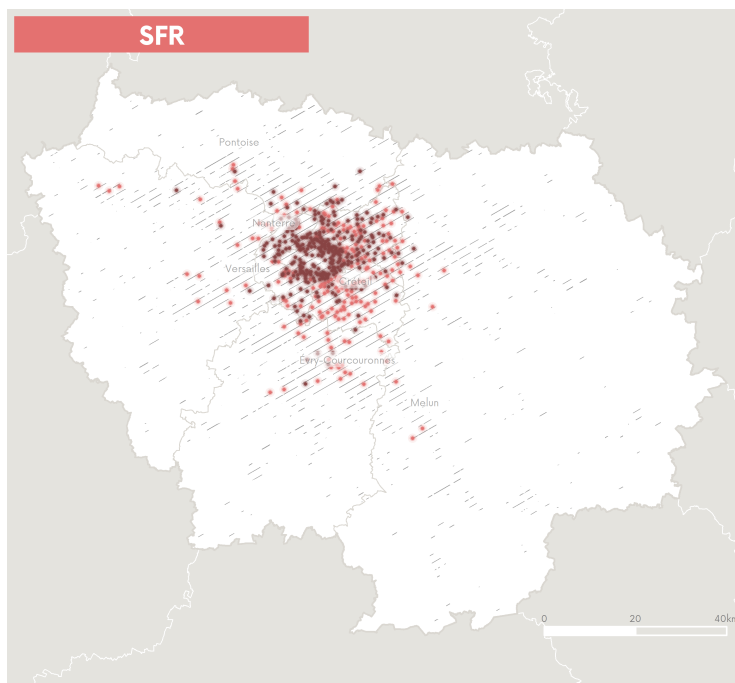 SFR
Pontoise
Nanterre
Versailles
Créteil
Évry-Courcouronnes
Melun
0 20 40km